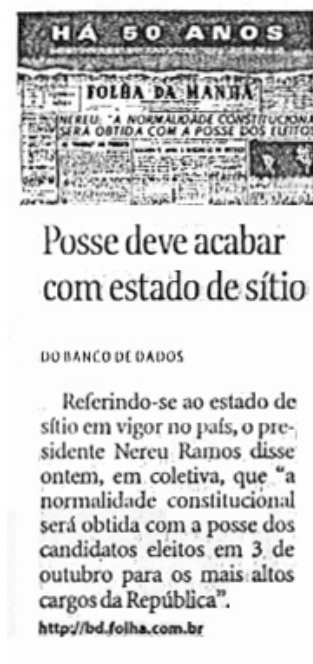 HÁ 50 ANOS
FOLHA DA MANHÃ
NEREU: "A NORMALIDADE CONSTITUCIONAL
SERÁ OBTIDA COM A POSSE DOS ELEITOS
Posse deve acabar
com estado de sítio
DO BANCO DE DADOS
Referindo-se ao estado de
sítio em vigor no país, o pre-
sidente Nereu Ramos disse
ontem, em coletiva, que “a
normalidade constitucional
será obtida com a posse dos
candidatos eleitos em 3 de
outubro para os mais altos
cargos da República”.
http://bd.folha.com.br